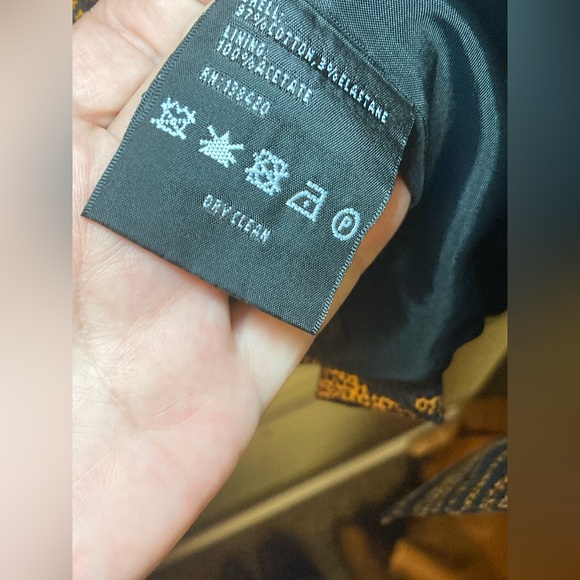 SHELL:
97% COTTON, 3% ELASTANE
LINING:
100% ACETATE
RN: 138420
P
DRY CLEAN